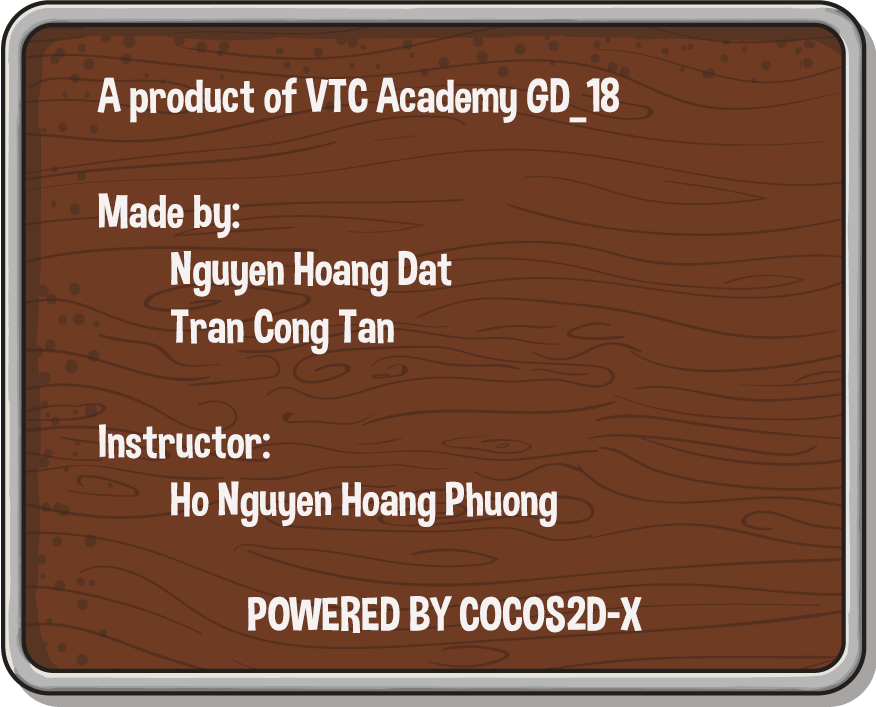 A product of VTC Academy GD_18
Made by:
Nguyen Hoang Dat
Tran Cong Tan
Instructor:
Ho Nguyen Hoang Phuong
POWERED BY COCOS2D-X